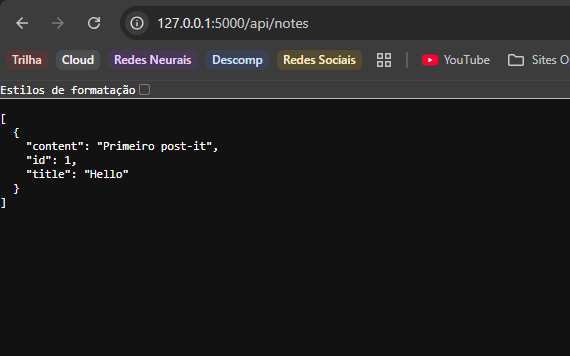 127.0.0.1:5000/api/notes
Trilha Cloud Redes Neurais Descomp Redes Sociais YouTube Sites O
Estilos de formatação
[
  {
    "content": "Primeiro post-it",
    "id": 1,
    "title": "Hello"
  }
]